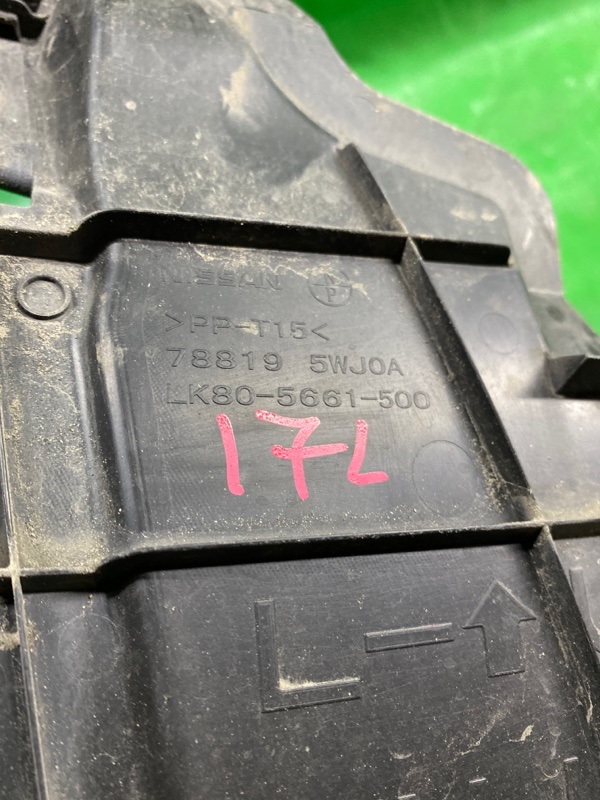 NISSAN P
>PP-T15<
78819 5WJ0A
LK80-5661-500
17L
L-↑